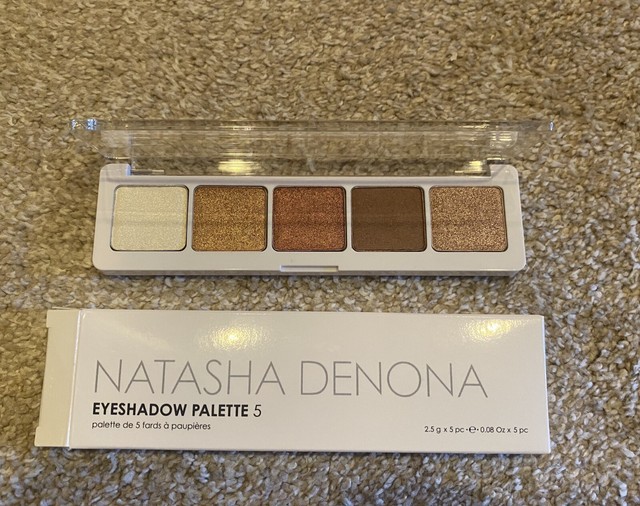 NATASHA DENONA
EYESHADOW PALETTE 5
palette de 5 fards à paupières
2.5 g x 5 pc • ℮ • 0.08 Oz x 5 pc